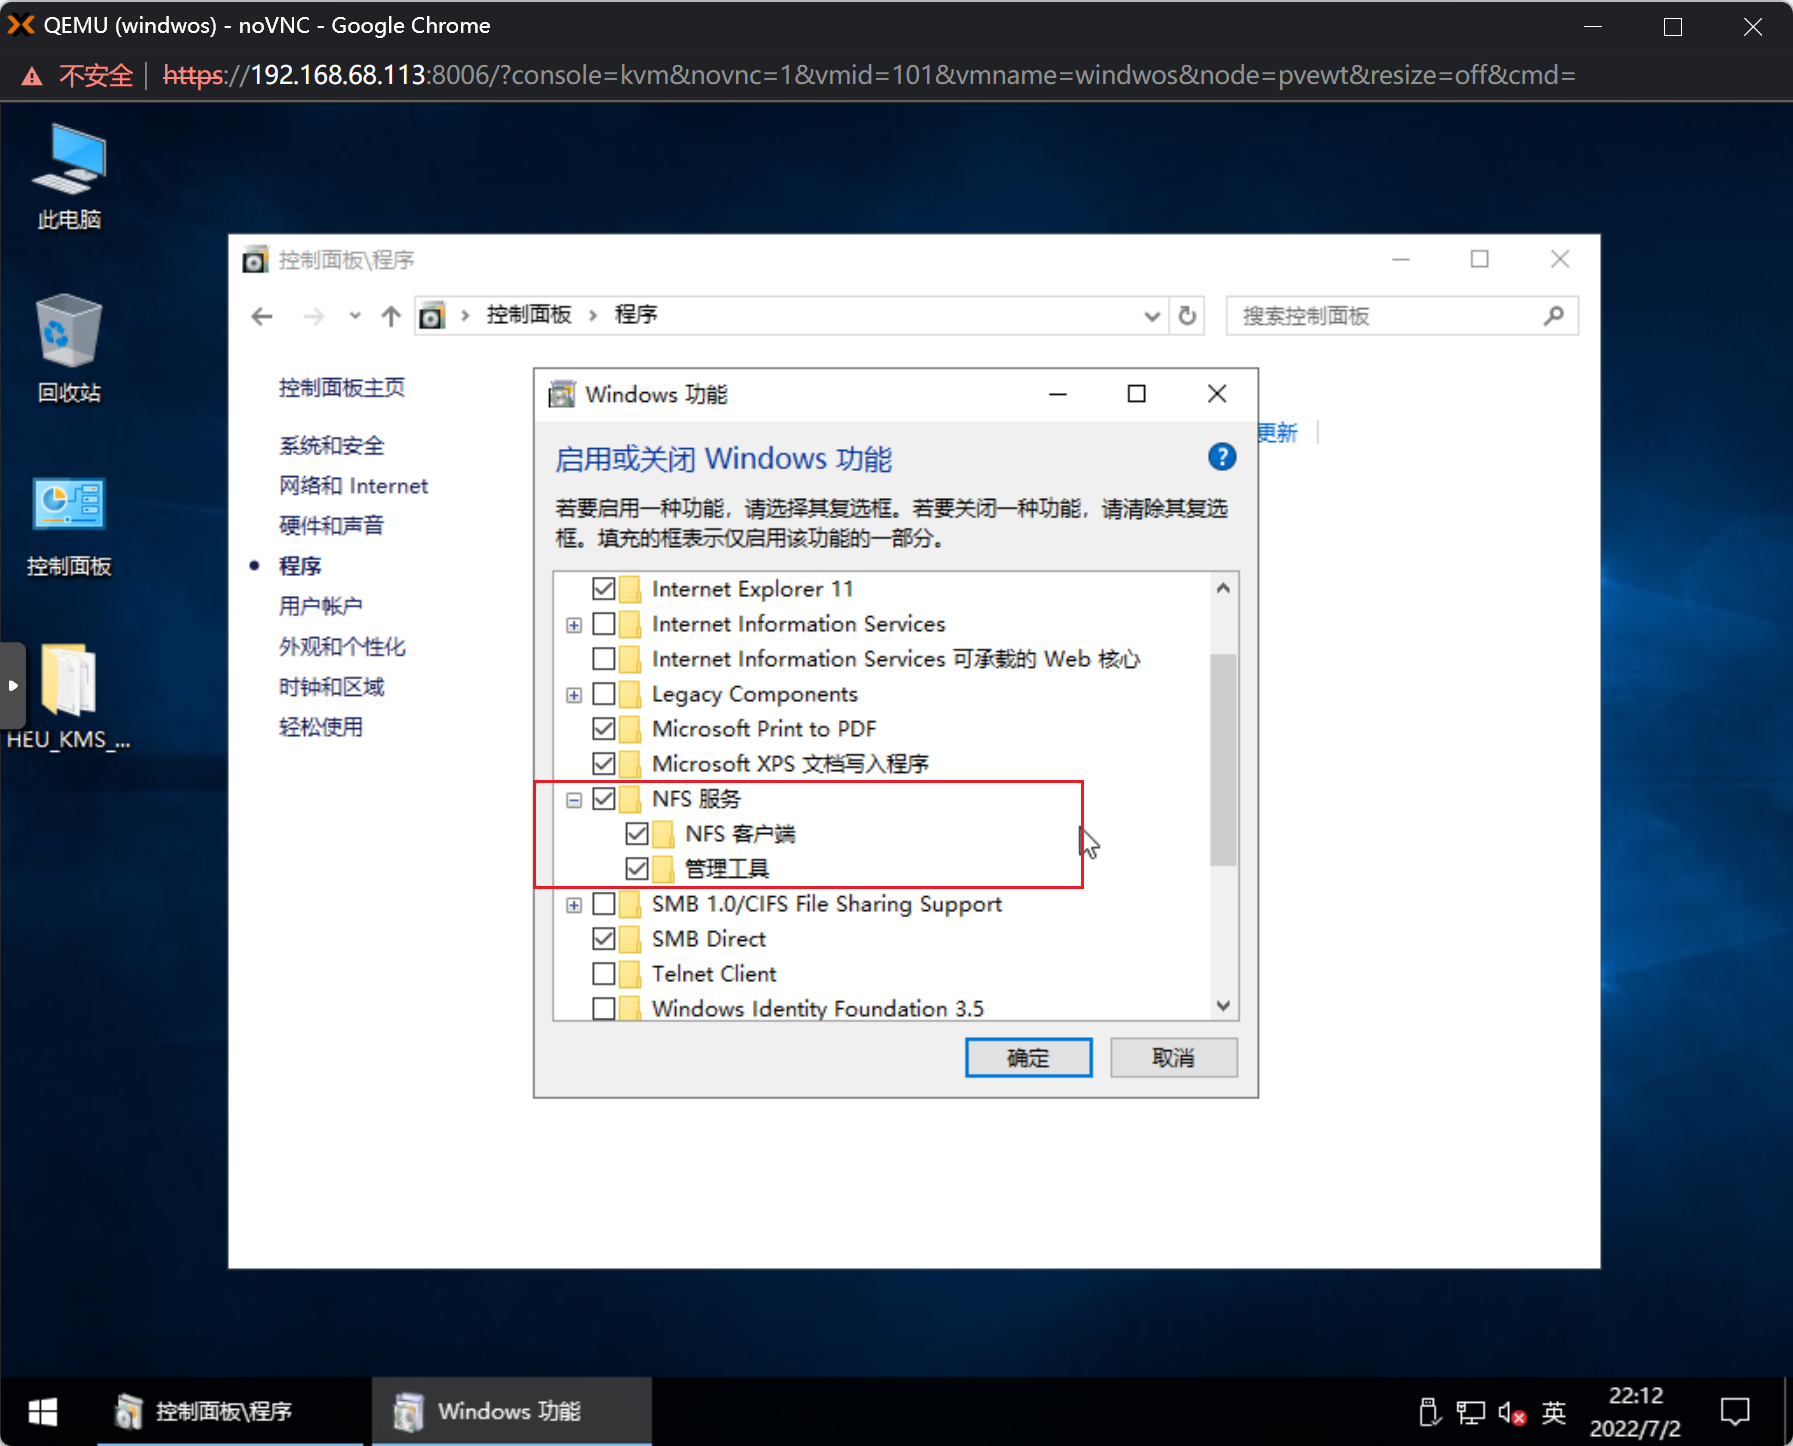 QEMU (windwos) - noVNC - Google Chrome
不安全 https://192.168.68.113:8006/?console=kvm&novnc=1&vmid=101&vmname=windwos&node=pvewt&resize=off&cmd=
此电脑
回收站
控制面板
HEU_KMS_...
控制面板\程序
控制面板 › 程序
搜索控制面板
控制面板主页
系统和安全
网络和 Internet
硬件和声音
程序
用户帐户
外观和个性化
时钟和区域
轻松使用
更新
Windows 功能
启用或关闭 Windows 功能
若要启用一种功能，请选择其复选框。若要关闭一种功能，请清除其复选
框。填充的框表示仅启用该功能的一部分。
Internet Explorer 11
Internet Information Services
Internet Information Services 可承载的 Web 核心
Legacy Components
Microsoft Print to PDF
Microsoft XPS 文档写入程序
NFS 服务
NFS 客户端
管理工具
SMB 1.0/CIFS File Sharing Support
SMB Direct
Telnet Client
Windows Identity Foundation 3.5
确定
取消
控制面板\程序
Windows 功能
英
22:12
2022/7/2